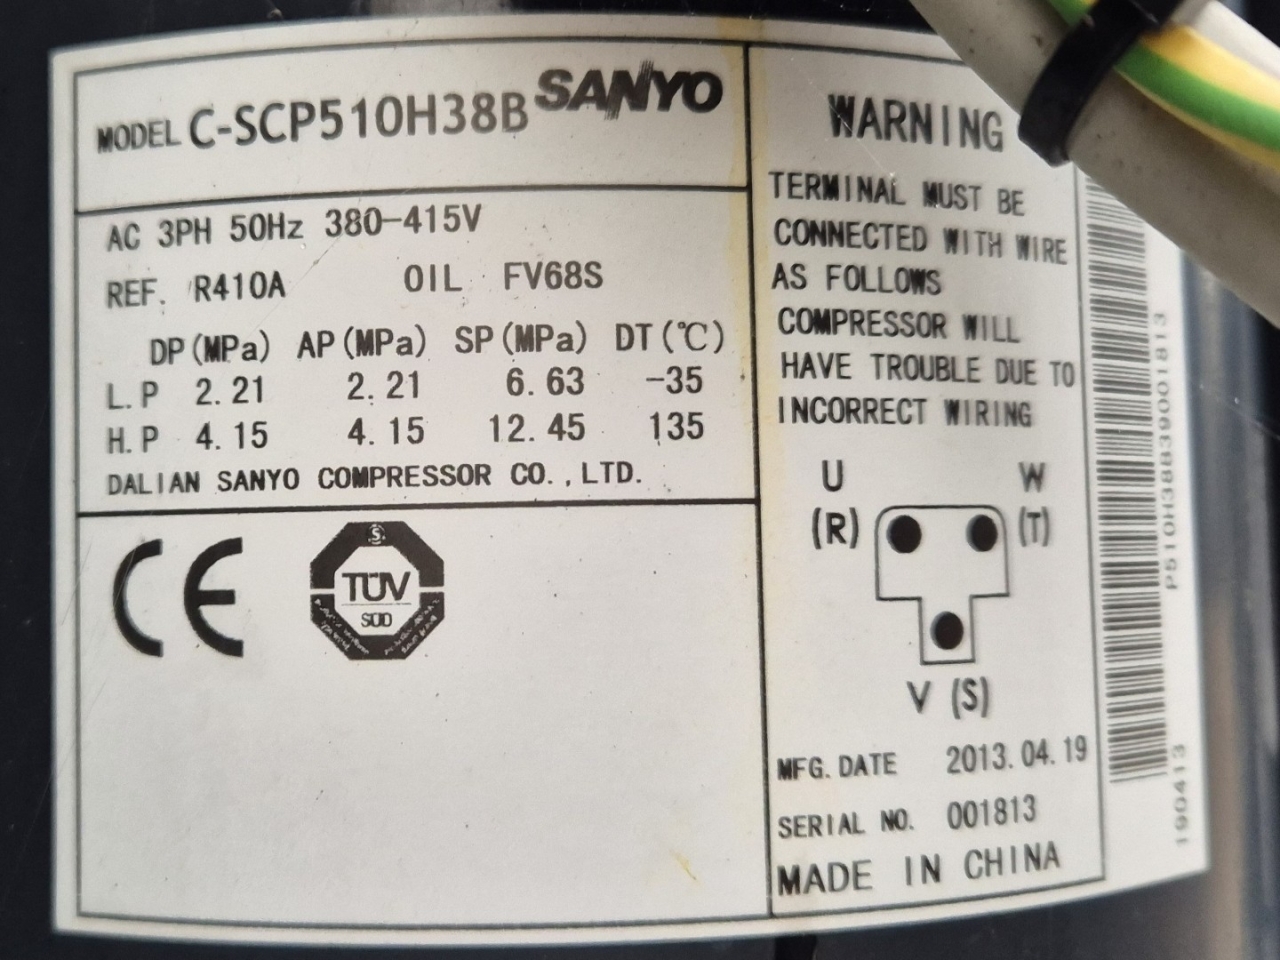 MODEL C-SCP510H38B SANYO
AC 3PH 50Hz 380-415V
REF. R410A OIL FV68S
DP(MPa) AP(MPa) SP(MPa) DT(℃)
L.P 2.21 2.21 6.63 -35
H.P 4.15 4.15 12.45 135
DALIAN SANYO COMPRESSOR CO.,LTD.
CE
S
TÜV
SÜD
WARNING
TERMINAL MUST BE
CONNECTED WITH WIRE
AS FOLLOWS
COMPRESSOR WILL
HAVE TROUBLE DUE TO
INCORRECT WIRING
U W
(R) (T)
V (S)
MFG. DATE 2013.04.19
SERIAL NO. 001813
MADE IN CHINA
P510H38B39001813
190413